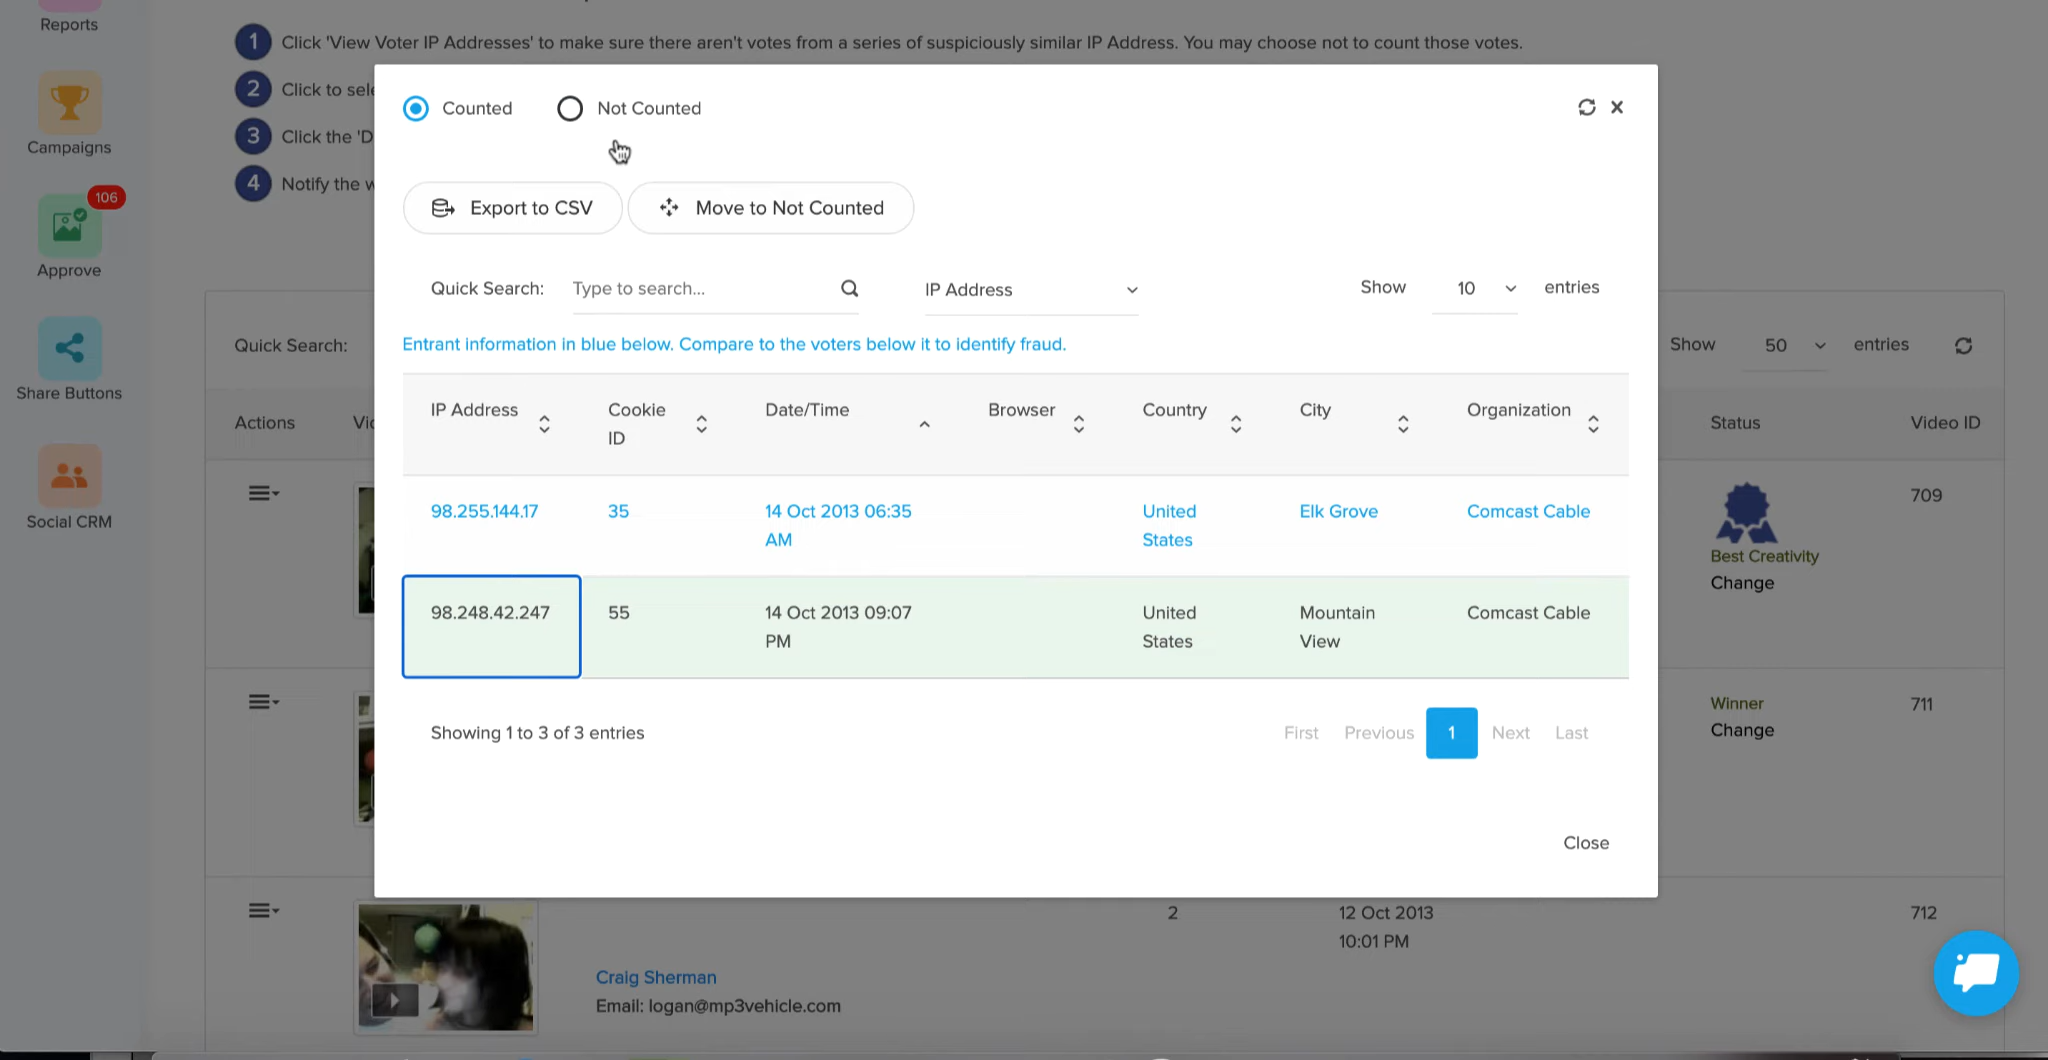 Reports
Campaigns
106
Approve
Share Buttons
Social CRM
1 Click 'View Voter IP Addresses' to make sure there aren't votes from a series of suspiciously similar IP Address. You may choose not to count those votes.
2 Click to sele
3 Click the 'D
4 Notify the w
Counted Not Counted
Export to CSV Move to Not Counted
Quick Search: Type to search... IP Address Show 10 entries
Entrant information in blue below. Compare to the voters below it to identify fraud.
IP Address Cookie ID Date/Time Browser Country City Organization
98.255.144.17 35 14 Oct 2013 06:35 AM United States Elk Grove Comcast Cable
98.248.42.247 55 14 Oct 2013 09:07 PM United States Mountain View Comcast Cable
Showing 1 to 3 of 3 entries First Previous 1 Next Last
Close
Quick Search: Show 50 entries
Actions Vid Status Video ID
709
Best Creativity
Change
Winner 711
Change
2 12 Oct 2013 712
10:01 PM
Craig Sherman
Email: logan@mp3vehicle.com